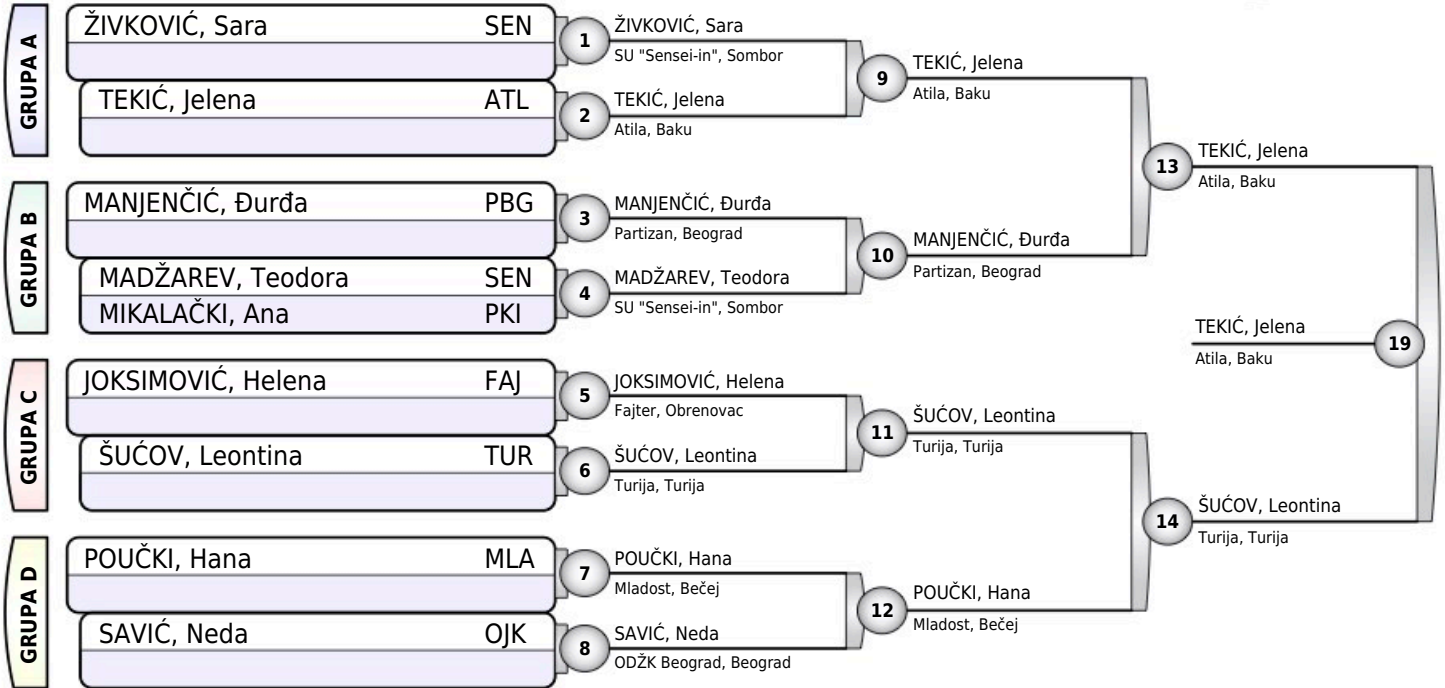 GRUPA A
ŽIVKOVIĆ, Sara SEN
TEKIĆ, Jelena ATL
1
ŽIVKOVIĆ, Sara
SU "Sensei-in", Sombor
2
TEKIĆ, Jelena
Atila, Baku
9
TEKIĆ, Jelena
Atila, Baku
GRUPA B
MANJENČIĆ, Đurđa PBG
MADŽAREV, Teodora SEN
MIKALAČKI, Ana PKI
3
MANJENČIĆ, Đurđa
Partizan, Beograd
4
MADŽAREV, Teodora
SU "Sensei-in", Sombor
10
MANJENČIĆ, Đurđa
Partizan, Beograd
13
TEKIĆ, Jelena
Atila, Baku
GRUPA C
JOKSIMOVIĆ, Helena FAJ
ŠUĆOV, Leontina TUR
5
JOKSIMOVIĆ, Helena
Fajter, Obrenovac
6
ŠUĆOV, Leontina
Turija, Turija
11
ŠUĆOV, Leontina
Turija, Turija
GRUPA D
POUČKI, Hana MLA
SAVIĆ, Neda OJK
7
POUČKI, Hana
Mladost, Bečej
8
SAVIĆ, Neda
ODŽK Beograd, Beograd
12
POUČKI, Hana
Mladost, Bečej
14
ŠUĆOV, Leontina
Turija, Turija
TEKIĆ, Jelena
Atila, Baku
19